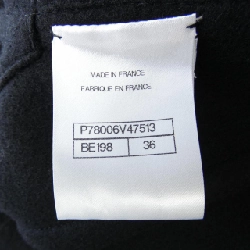 MADE IN FRANCE
FABRIQUE EN FRANCE
P78006V47513
BE198 36